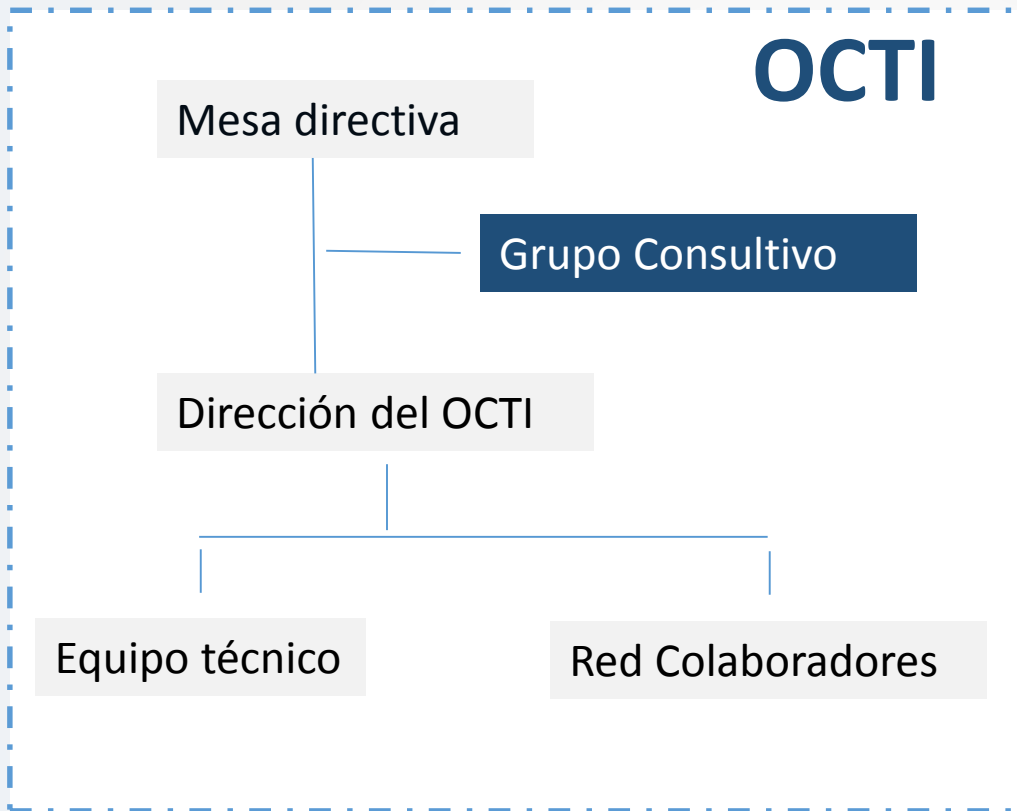 OCTI
Mesa directiva
Grupo Consultivo
Dirección del OCTI
Equipo técnico
Red Colaboradores